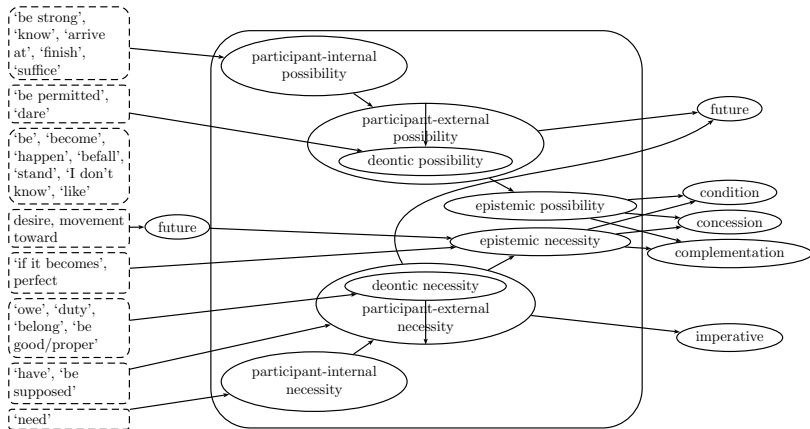 ‘be strong’,
‘know’, ‘arrive
at’, ‘finish’,
‘suffice’
‘be permitted’,
‘dare’
‘be’, ‘become’,
‘happen’, ‘befall’,
‘stand’, ‘I don’t
know’, ‘like’
desire, movement
toward
‘if it becomes’,
perfect
‘owe’, ‘duty’,
‘belong’, ‘be
good/proper’
‘have’, ‘be
supposed’
‘need’
future
participant-internal
possibility
participant-external
possibility
deontic possibility
epistemic possibility
epistemic necessity
deontic necessity
participant-external
necessity
participant-internal
necessity
future
condition
concession
complementation
imperative